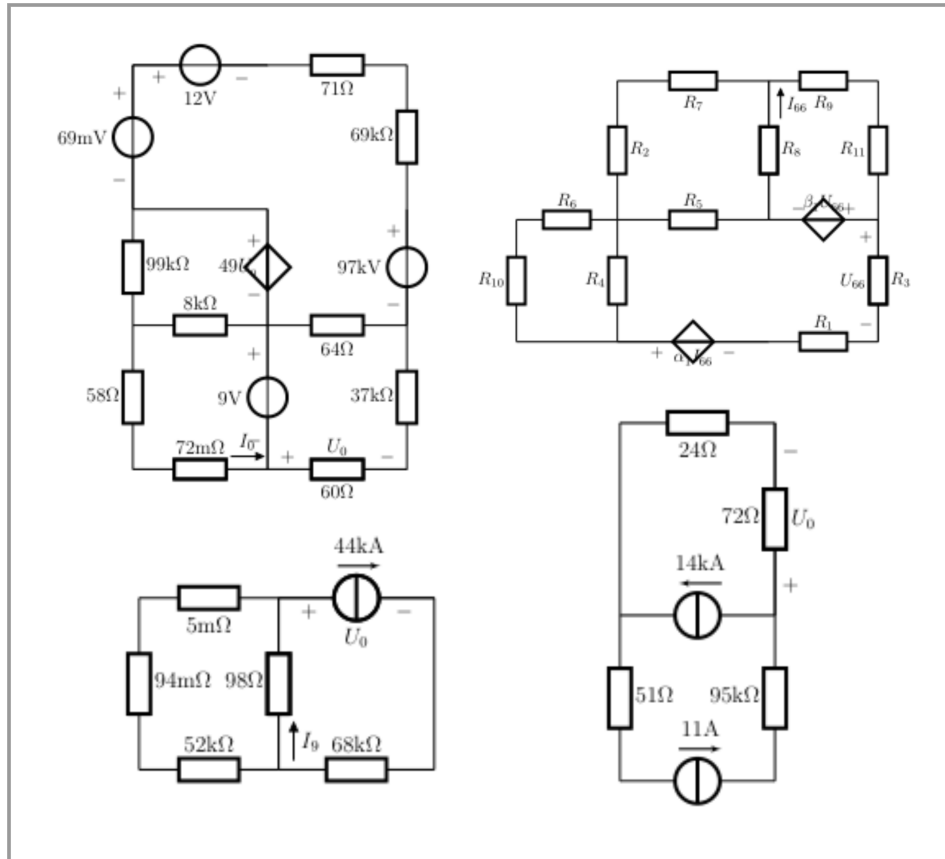 + 12V −
71Ω
+ 69mV −
69kΩ
99kΩ
+ −
+ 97kV −
8kΩ
64Ω
58Ω
+ 9V −
37kΩ
72mΩ
I₀
+ U₀ −
60Ω
R₇
I₆₆
R₉
R₂
R₈
R₁₁
R₆
R₅
− +
R₁₀
R₄
+ U₆₆ −
R₃
R₁
+ −
44kA
5mΩ
+ U₀ −
94mΩ
98Ω
52kΩ
I₉
68kΩ
24Ω
−
72Ω U₀
14kA
+
51Ω
95kΩ
11A